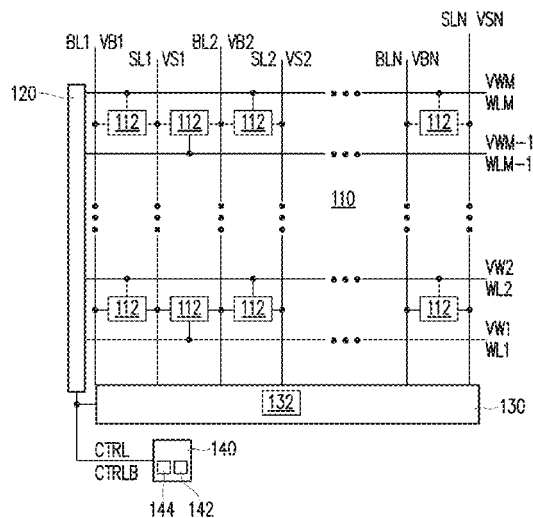 SLN VSN
BL1 VB1
BL2 VB2
SL1 VS1
SL2 VS2
BLN VBN
120
VWM
WLM
112 112 112 112
VWM-1
WLM-1
110
VW2
WL2
112 112 112 112
VW1
WL1
132
130
CTRL
140
CTRLB
144 142